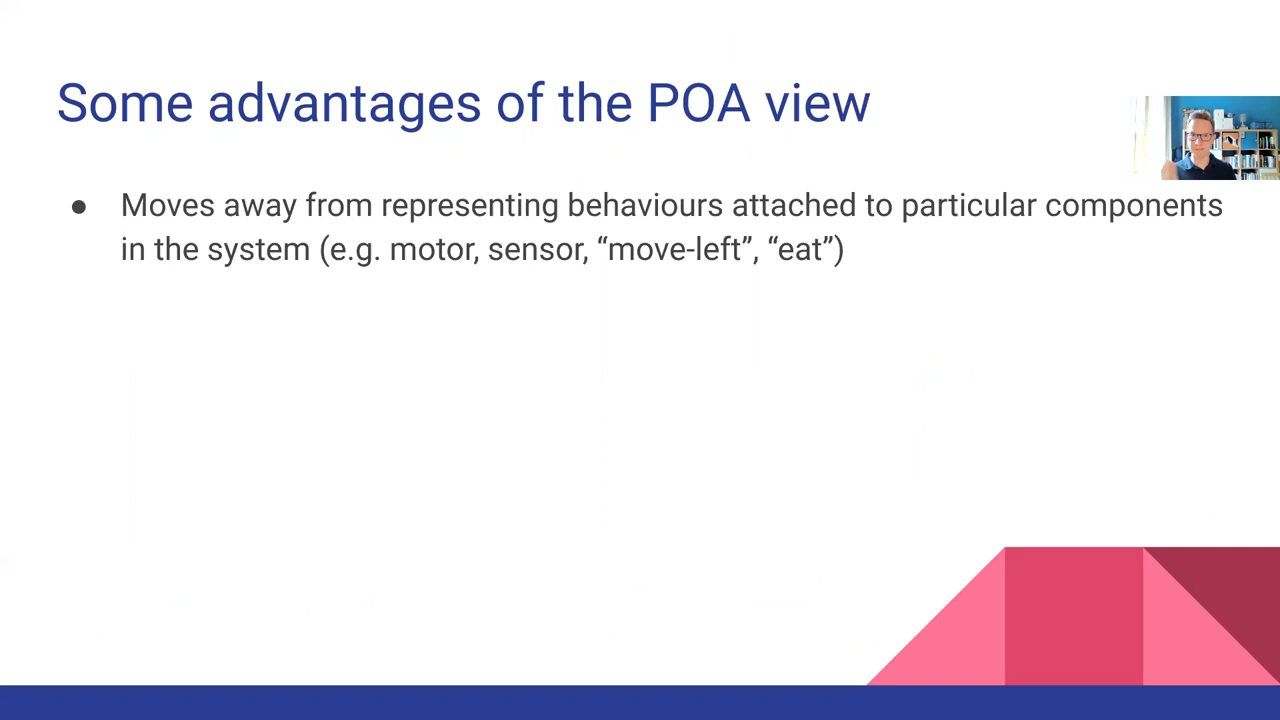 Some advantages of the POA view
● Moves away from representing behaviours attached to particular components
in the system (e.g. motor, sensor, “move-left”, “eat”)